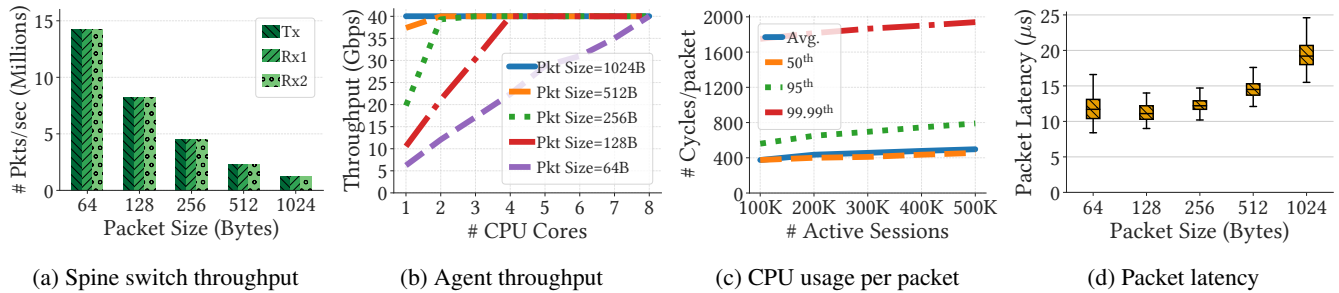 # Pkts/sec (Millions)
15
10
5
0
Tx
Rx1
Rx2
64 128 256 512 1024
Packet Size (Bytes)
(a) Spine switch throughput
Throughput (Gbps)
40
35
30
25
20
15
10
5
0
Pkt Size=1024B
Pkt Size=512B
Pkt Size=256B
Pkt Size=128B
Pkt Size=64B
1 2 3 4 5 6 7 8
# CPU Cores
(b) Agent throughput
# Cycles/packet
2000
1600
1200
800
400
0
Avg.
50th
95th
99.99th
100K 200K 300K 400K 500K
# Active Sessions
(c) CPU usage per packet
Packet Latency (μs)
25
20
15
10
5
0
64 128 256 512 1024
Packet Size (Bytes)
(d) Packet latency